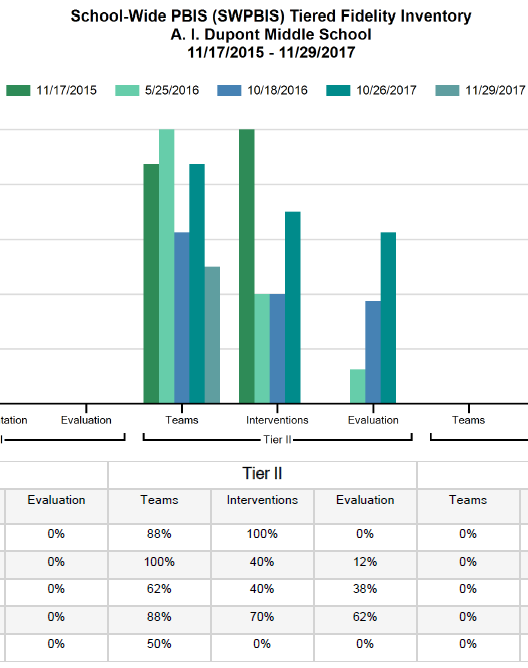 School-Wide PBIS (SWPBIS) Tiered Fidelity Inventory
A. I. Dupont Middle School
11/17/2015 - 11/29/2017
11/17/2015 5/25/2016 10/18/2016 10/26/2017 11/29/2017
tation Evaluation Teams Interventions Evaluation Teams
I Tier II
Tier II
Evaluation Teams Interventions Evaluation Teams
0% 88% 100% 0% 0%
0% 100% 40% 12% 0%
0% 62% 40% 38% 0%
0% 88% 70% 62% 0%
0% 50% 0% 0% 0%